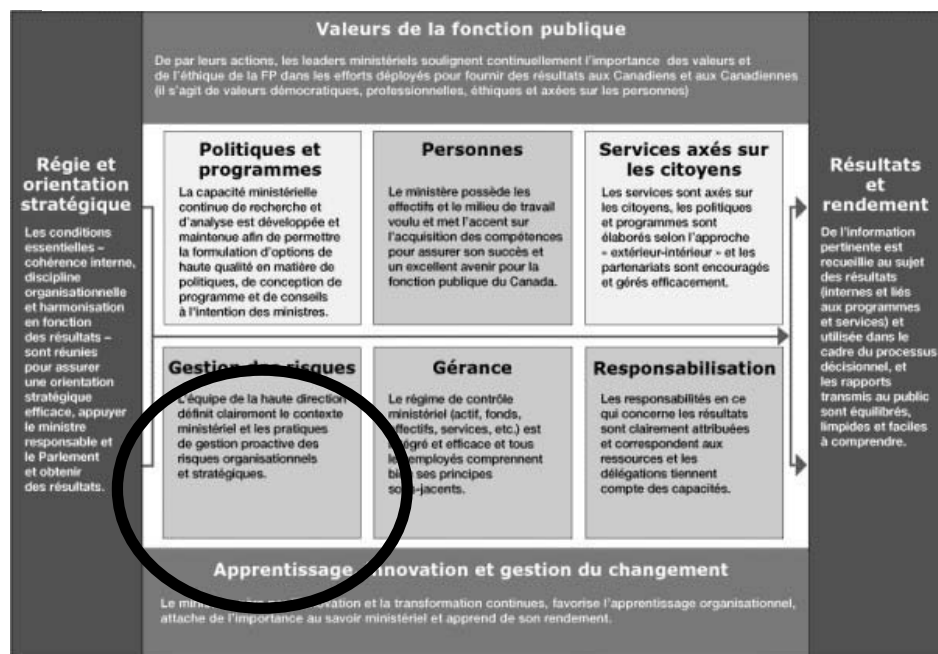 Valeurs de la fonction publique
De par leurs actions, les leaders ministériels soulignent continuellement l'importance des valeurs et
de l'éthique de la FP dans les efforts déployés pour fournir des résultats aux Canadiens et aux Canadiennes
(il s'agit de valeurs démocratiques, professionnelles, éthiques et axées sur les personnes)
Régie et
orientation
stratégique
Les conditions
essentielles –
cohérence interne,
discipline
organisationnelle
et harmonisation
en fonction
des résultats –
sont réunies
pour assurer
une orientation
stratégique
efficace, appuyer
le ministre
responsable et
le Parlement
et obtenir
des résultats.
Politiques et
programmes
La capacité ministérielle
continue de recherche et
d'analyse est développée et
maintenue afin de permettre
la formulation d'options de
haute qualité en matière de
politiques, de conception de
programme et de conseils
à l'intention des ministres.
Personnes
Le ministère possède les
effectifs et le milieu de travail
voulu et met l'accent sur
l'acquisition des compétences
pour assurer son succès et
un excellent avenir pour la
fonction publique du Canada.
Services axés sur
les citoyens
Les services sont axés sur
les citoyens, les politiques
et programmes sont
élaborés selon l'approche
« extérieur-intérieur » et les
partenariats sont encouragés
et gérés efficacement.
Gestion des risques
L'équipe de la haute direction
définit clairement le contexte
ministériel et les pratiques
de gestion proactive des
risques organisationnels
et stratégiques.
Gérance
Le régime de contrôle
ministériel (actif, fonds,
effectifs, services, etc.) est
intégré et efficace et tous
les employés comprennent
bien ses principes
sous-jacents.
Responsabilisation
Les responsabilités en ce
qui concerne les résultats
sont clairement attribuées
et correspondent aux
ressources et les
délégations tiennent
compte des capacités.
Résultats
et
rendement
De l'information
pertinente est
recueillie au sujet
des résultats
(internes et liés
aux programmes
et services) et
utilisée dans le
cadre du processus
décisionnel, et
les rapports
transmis au public
sont équilibrés,
limpides et faciles
à comprendre.
Apprentissage, innovation et gestion du changement
Le innovation et la transformation continues, favorise l'apprentissage organisationnel,
attache de l'importance au savoir ministériel et apprend de son rendement.